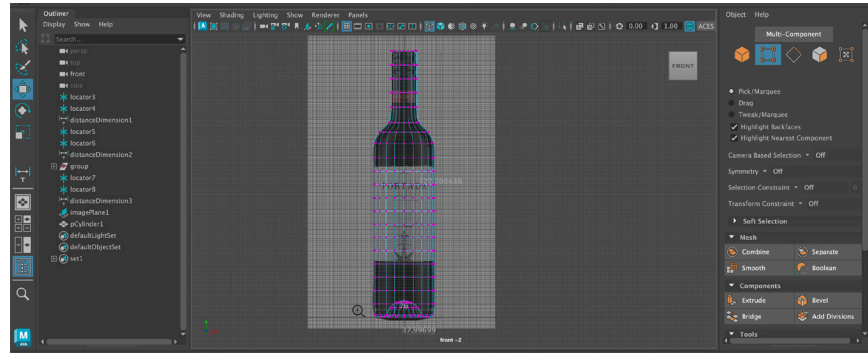 Outliner
Display Show Help
Search...
persp
top
front
side
locator3
locator4
distanceDimension1
locator5
locator6
distanceDimension2
group
locator7
locator8
distanceDimension3
imagePlane1
pCylinder1
defaultLightSet
defaultObjectSet
set1
T
M
View Shading Lighting Show Renderer Panels
0.00
1.00
ACES
FRONT
37.99699
front -Z
Object Help
Multi-Component
Pick/Marquee
Drag
Tweak/Marquee
Highlight Backfaces
Highlight Nearest Component
Camera Based Selection Off
Symmetry Off
Selection Constraint Off 0
Transform Constraint Off
Soft Selection
Mesh
Combine Separate
Smooth Boolean
Components
Extrude Bevel
Bridge Add Divisions
Tools